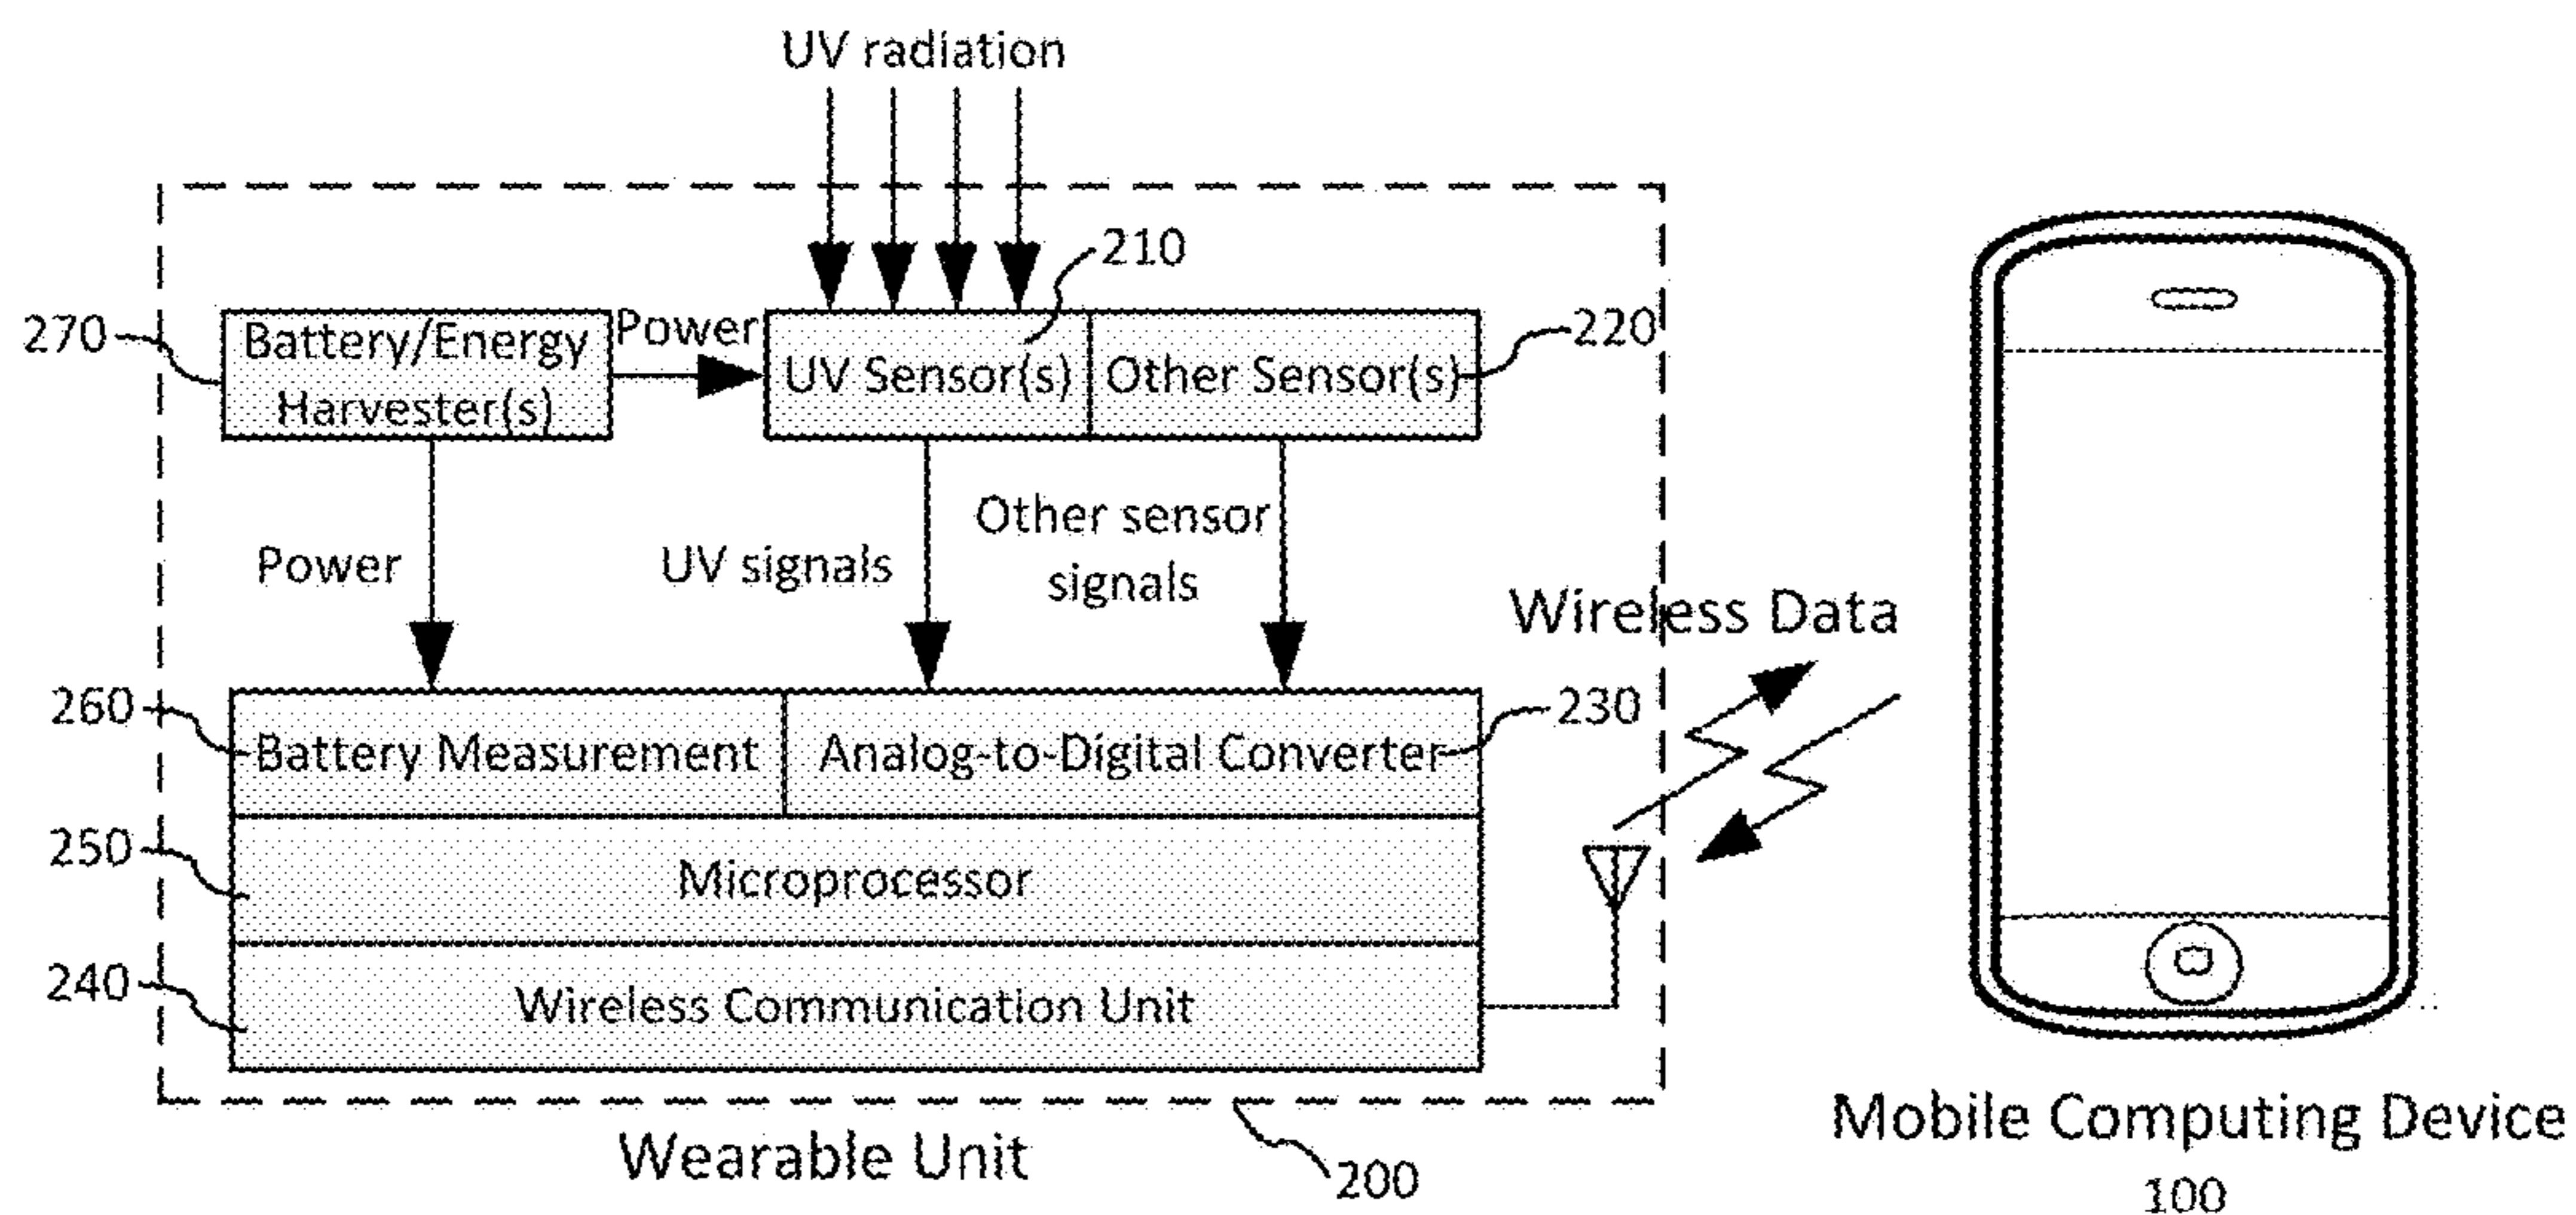 UV radiation
210
270
Battery/Energy
Harvester(s)
Power
UV Sensor(s)
Other Sensor(s)
220
Power
UV signals
Other sensor
signals
Wireless Data
260
Battery Measurement
Analog-to-Digital Converter
230
250
Microprocessor
240
Wireless Communication Unit
Wearable Unit
200
Mobile Computing Device
100